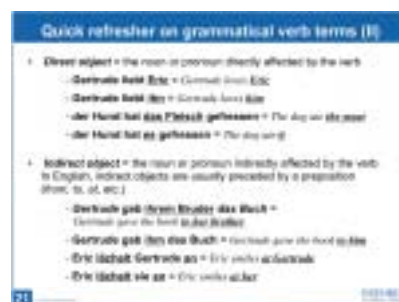 Quick refresher on grammatical verb terms (II)
• Direct object = the noun or pronoun directly affected by the verb
- Gertrude liebt Eric = Gertrude loves Eric
- Gertrude liebt ihn = Gertrude loves him
- der Hund hat das Fleisch gefressen = The dog ate the meat
- der Hund hat es gefressen = The dog ate it
• Indirect object = the noun or pronoun indirectly affected by the verb
In English, indirect objects are usually preceded by a preposition
(from, to, at, etc.)
- Gertrude gab ihrem Bruder das Buch =
Gertrude gave the book to her brother
- Gertrude gab ihm das Buch = Gertrude gave the book to him
- Eric lächelt Gertrude an = Eric smiles at Gertrude
- Eric lächelt sie an = Eric smiles at her
21